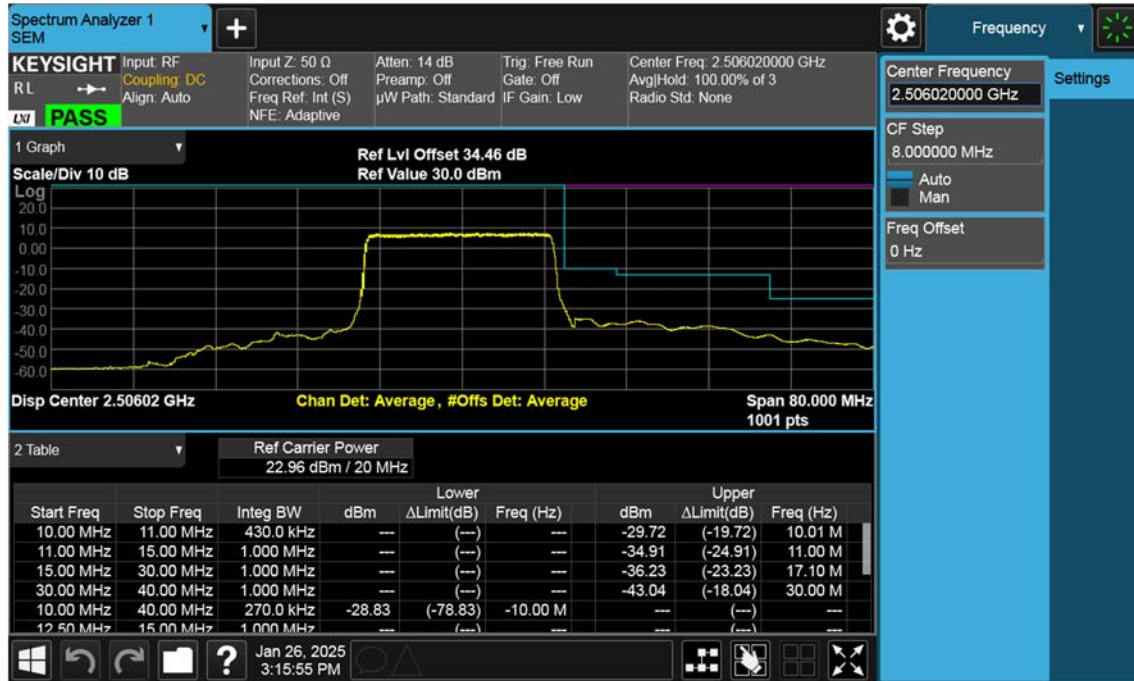 Spectrum Analyzer 1
SEM
Frequency
KEYSIGHT
R L
LXI
PASS
Input: RF
Coupling: DC
Align: Auto
Input Z: 50 Ω
Corrections: Off
Freq Ref: Int (S)
NFE: Adaptive
Atten: 14 dB
Preamp: Off
µW Path: Standard
Trig: Free Run
Gate: Off
IF Gain: Low
Center Freq: 2.506020000 GHz
Avg|Hold: 100.00% of 3
Radio Std: None
Center Frequency
2.506020000 GHz
Settings
CF Step
8.000000 MHz
Auto
Man
Freq Offset
0 Hz
1 Graph
Scale/Div 10 dB
Ref Lvl Offset 34.46 dB
Ref Value 30.0 dBm
Log
20.0
10.0
0.00
-10.0
-20.0
-30.0
-40.0
-50.0
-60.0
Disp Center 2.50602 GHz
Chan Det: Average, #Offs Det: Average
Span 80.000 MHz
1001 pts
2 Table
Ref Carrier Power
22.96 dBm / 20 MHz
Lower Upper
Start Freq Stop Freq Integ BW dBm ΔLimit(dB) Freq (Hz) dBm ΔLimit(dB) Freq (Hz)
10.00 MHz 11.00 MHz 430.0 kHz --- (---) --- -29.72 (-19.72) 10.01 M
11.00 MHz 15.00 MHz 1.000 MHz --- (---) --- -34.91 (-24.91) 11.00 M
15.00 MHz 30.00 MHz 1.000 MHz --- (---) --- -36.23 (-23.23) 17.10 M
30.00 MHz 40.00 MHz 1.000 MHz --- (---) --- -43.04 (-18.04) 30.00 M
10.00 MHz 40.00 MHz 270.0 kHz -28.83 (-78.83) -10.00 M --- (---) ---
12.50 MHz 15.00 MHz 1.000 MHz --- (---) --- --- (---) ---
?
Jan 26, 2025
3:15:55 PM